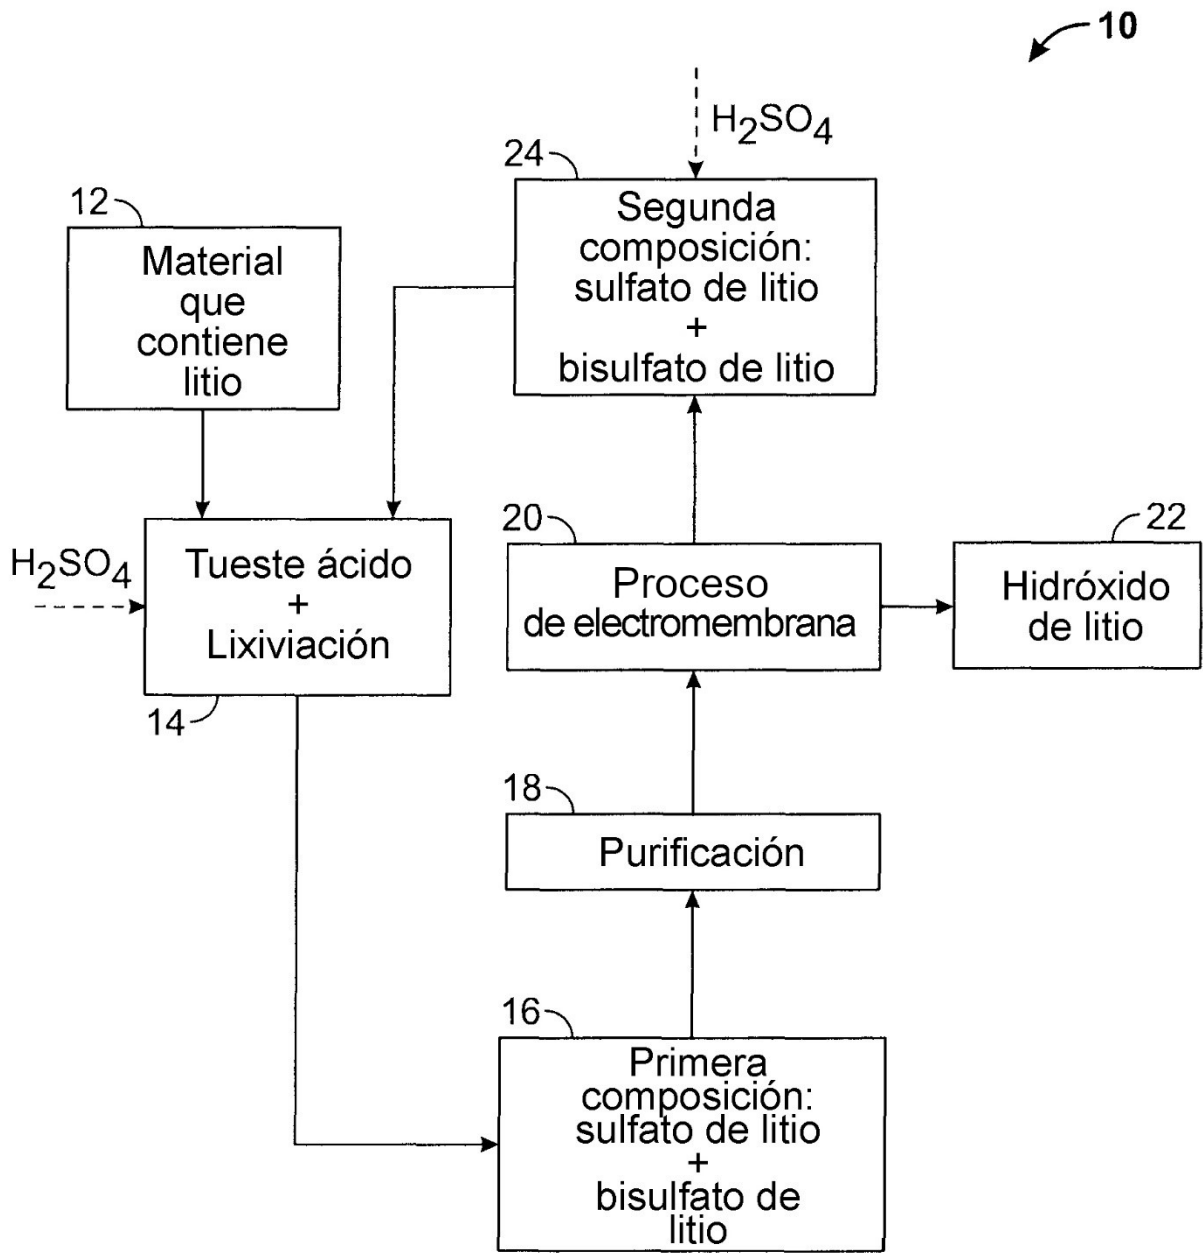 10
H2SO4
24
Segunda
composición:
sulfato de litio
+
bisulfato de litio
12
Material
que
contiene
litio
H2SO4
Tueste ácido
+
Lixiviación
14
20
Proceso
de electromembrana
22
Hidróxido
de litio
18
Purificación
16
Primera
composición:
sulfato de litio
+
bisulfato de
litio